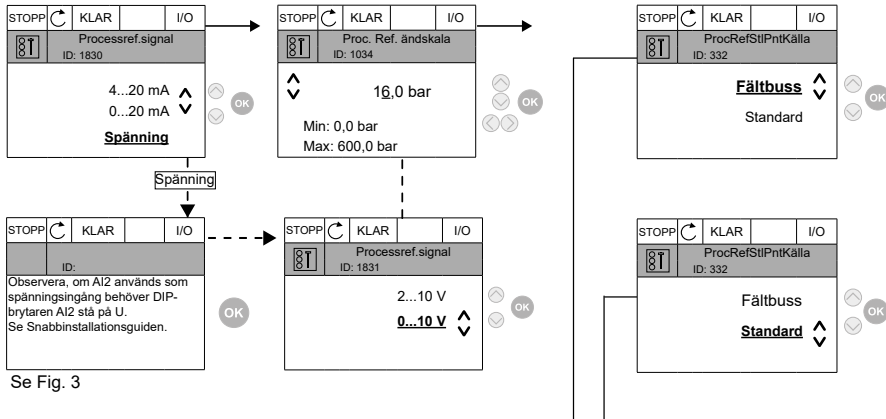 STOPP KLAR I/O
Processref.signal
ID: 1830
4...20 mA
0...20 mA
Spänning
OK
STOPP KLAR I/O
Proc. Ref. ändskala
ID: 1034
16,0 bar
Min: 0,0 bar
Max: 600,0 bar
OK
STOPP KLAR I/O
ProcRefStlPntKälla
ID: 332
Fältbuss
Standard
OK
Spänning
STOPP KLAR I/O
ID:
Observera, om AI2 används som
spänningsingång behöver DIP-
brytaren AI2 stå på U.
Se Snabbinstallationsguiden.
OK
STOPP KLAR I/O
Processref.signal
ID: 1831
2...10 V
0...10 V
OK
STOPP KLAR I/O
ProcRefStlPntKälla
ID: 332
Fältbuss
Standard
OK
Se Fig. 3